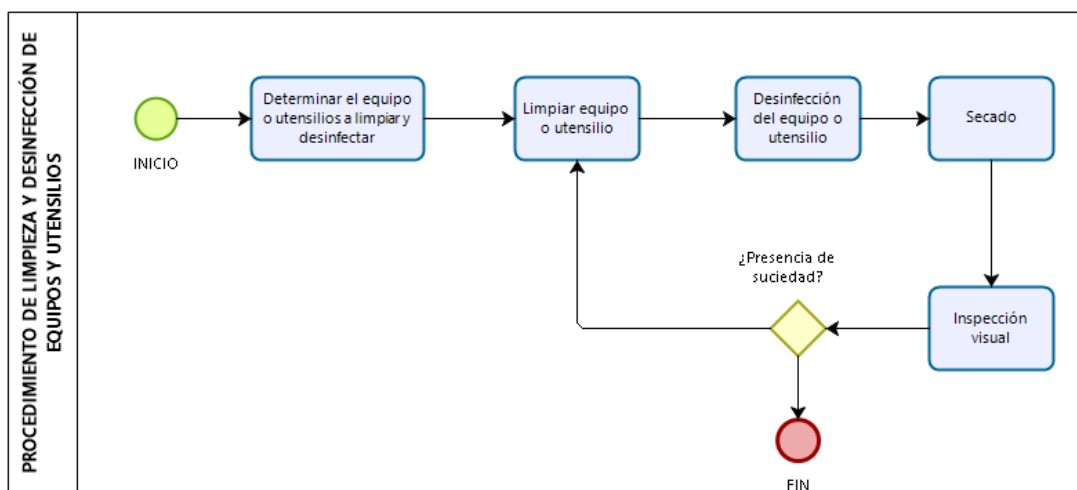 PROCEDIMIENTO DE LIMPIEZA Y DESINFECCIÓN DE
EQUIPOS Y UTENSILIOS
INICIO
Determinar el equipo
o utensilios a limpiar y
desinfectar
Limpiar equipo
o utensilio
Desinfección
del equipo o
utensilio
Secado
Inspección
visual
¿Presencia de
suciedad?
FIN